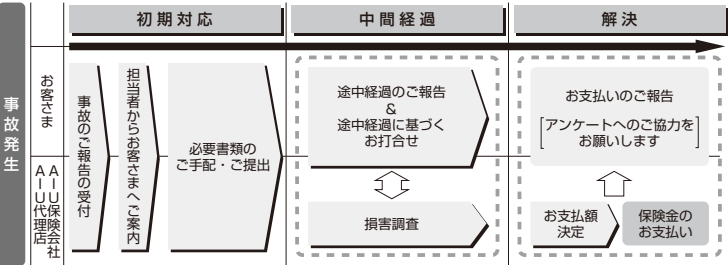 初期対応
中間経過
解決
事故発生
お客さま
AIU保険会社
AIU代理店
事故のご報告の受付
担当者からお客さまへご案内
必要書類の
ご手配・ご提出
途中経過のご報告
&
途中経過に基づく
お打合せ
損害調査
お支払いのご報告
[アンケートへのご協力を
お願いします]
お支払額
決定
保険金の
お支払い